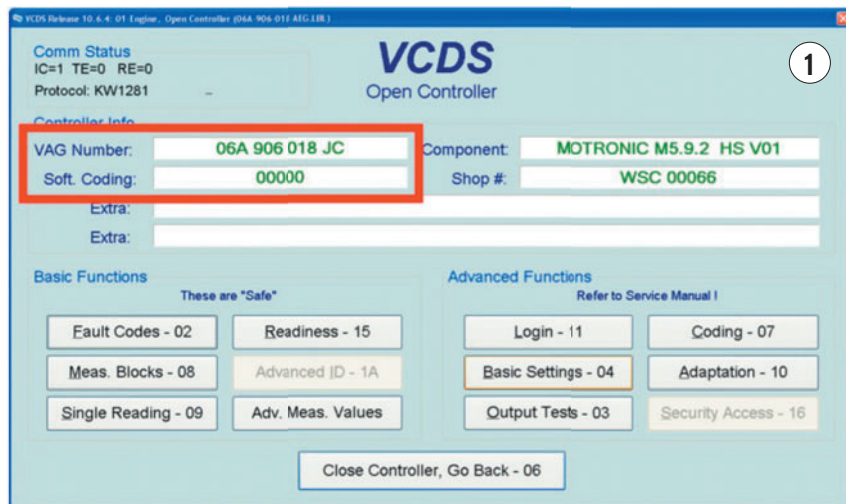 VCDS Release 10.6.4: 01-Engine, Open Controller (06A-906-018-AEG.LBL)
Comm Status
IC=1 TE=0 RE=0
Protocol: KW1281
VCDS
Open Controller
1
Controller Info
VAG Number: 06A 906 018 JC
Component: MOTRONIC M5.9.2 HS V01
Soft. Coding: 00000
Shop #: WSC 00066
Extra:
Extra:
Basic Functions
These are "Safe"
Fault Codes - 02
Readiness - 15
Meas. Blocks - 08
Advanced ID - 1A
Single Reading - 09
Adv. Meas. Values
Advanced Functions
Refer to Service Manual !
Login - 11
Coding - 07
Basic Settings - 04
Adaptation - 10
Output Tests - 03
Security Access - 16
Close Controller, Go Back - 06